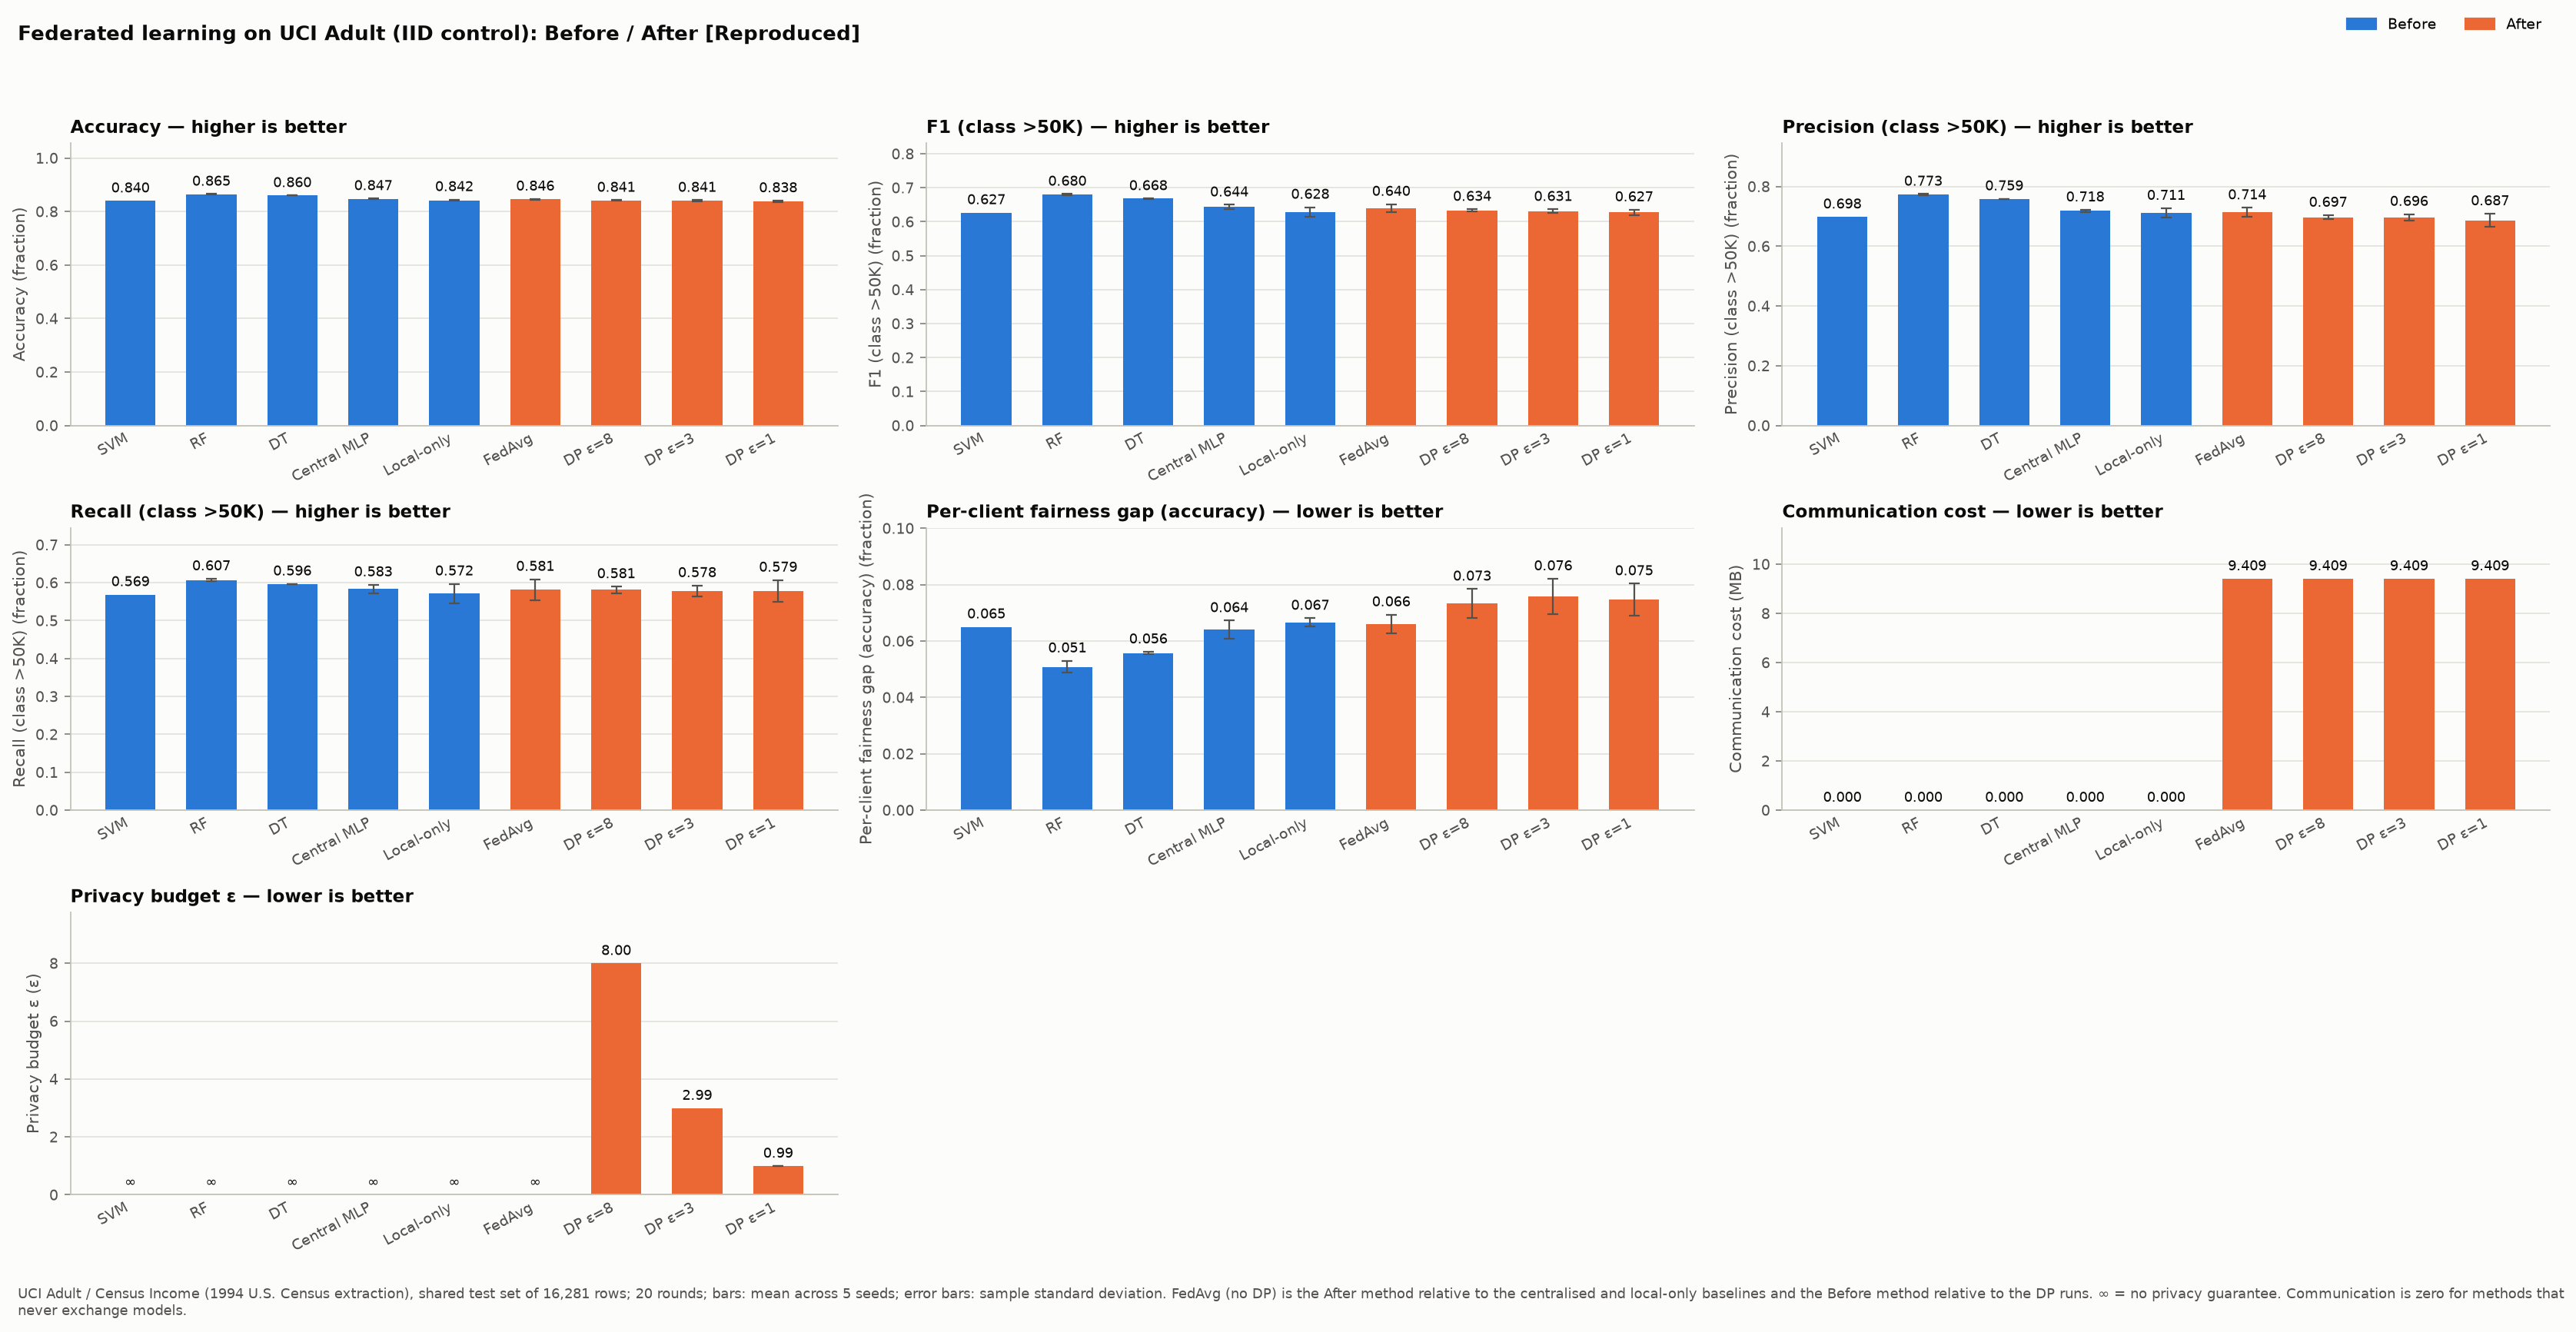 Federated learning on UCI Adult (IID control): Before / After [Reproduced]
Before
After
Accuracy — higher is better
Accuracy (fraction)
1.0
0.8
0.6
0.4
0.2
0.0
0.840
0.865
0.860
0.847
0.842
0.846
0.841
0.841
0.838
SVM
RF
DT
Central MLP
Local-only
FedAvg
DP ε=8
DP ε=3
DP ε=1
F1 (class >50K) — higher is better
F1 (class >50K) (fraction)
0.8
0.7
0.6
0.5
0.4
0.3
0.2
0.1
0.0
0.627
0.680
0.668
0.644
0.628
0.640
0.634
0.631
0.627
SVM
RF
DT
Central MLP
Local-only
FedAvg
DP ε=8
DP ε=3
DP ε=1
Precision (class >50K) — higher is better
Precision (class >50K) (fraction)
0.8
0.6
0.4
0.2
0.0
0.698
0.773
0.759
0.718
0.711
0.714
0.697
0.696
0.687
SVM
RF
DT
Central MLP
Local-only
FedAvg
DP ε=8
DP ε=3
DP ε=1
Recall (class >50K) — higher is better
Recall (class >50K) (fraction)
0.7
0.6
0.5
0.4
0.3
0.2
0.1
0.0
0.569
0.607
0.596
0.583
0.572
0.581
0.581
0.578
0.579
SVM
RF
DT
Central MLP
Local-only
FedAvg
DP ε=8
DP ε=3
DP ε=1
Per-client fairness gap (accuracy) — lower is better
Per-client fairness gap (accuracy) (fraction)
0.10
0.08
0.06
0.04
0.02
0.00
0.065
0.051
0.056
0.064
0.067
0.066
0.073
0.076
0.075
SVM
RF
DT
Central MLP
Local-only
FedAvg
DP ε=8
DP ε=3
DP ε=1
Communication cost — lower is better
Communication cost (MB)
10
8
6
4
2
0
0.000
0.000
0.000
0.000
0.000
9.409
9.409
9.409
9.409
SVM
RF
DT
Central MLP
Local-only
FedAvg
DP ε=8
DP ε=3
DP ε=1
Privacy budget ε — lower is better
Privacy budget ε (ε)
8
6
4
2
0
∞
∞
∞
∞
∞
∞
8.00
2.99
0.99
SVM
RF
DT
Central MLP
Local-only
FedAvg
DP ε=8
DP ε=3
DP ε=1
UCI Adult / Census Income (1994 U.S. Census extraction), shared test set of 16,281 rows; 20 rounds; bars: mean across 5 seeds; error bars: sample standard deviation. FedAvg (no DP) is the After method relative to the centralised and local-only baselines and the Before method relative to the DP runs. ∞ = no privacy guarantee. Communication is zero for methods that
never exchange models.